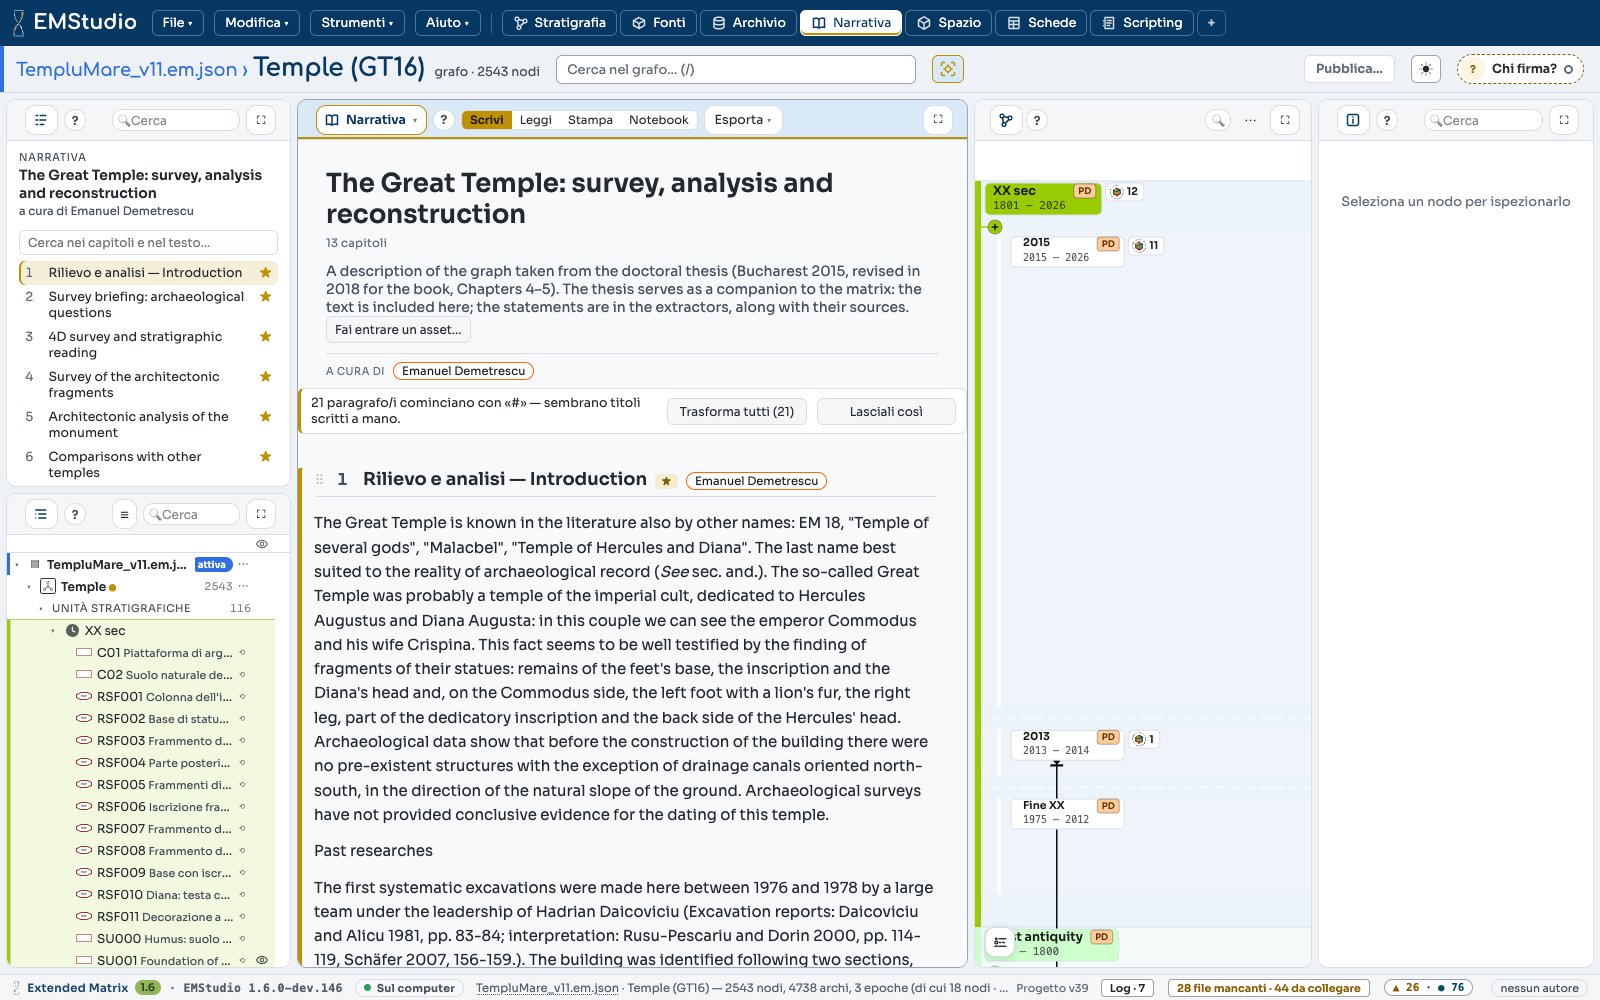 EMStudio File Modifica Strumenti Aiuto Stratigrafia Fonti Archivio Narrativa Spazio Schede Scripting +
TempluMare_v11.em.json › Temple (GT16) grafo · 2543 nodi Cerca nel grafo... (/) Pubblica... ? Chi firma?
? Cerca
NARRATIVA
The Great Temple: survey, analysis
and reconstruction
a cura di Emanuel Demetrescu
Cerca nei capitoli e nel testo...
1 Rilievo e analisi — Introduction
2 Survey briefing: archaeological
questions
3 4D survey and stratigraphic
reading
4 Survey of the architectonic
fragments
5 Architectonic analysis of the
monument
6 Comparisons with other
temples
? Cerca
TempluMare_v11.em.j... attiva ...
Temple 2543 ...
UNITÀ STRATIGRAFICHE 116
XX sec
C01 Piattaforma di arg...
C02 Suolo naturale de...
RSF001 Colonna dell'i...
RSF002 Base di statu...
RSF003 Frammento d...
RSF004 Parte posteri...
RSF005 Frammenti di...
RSF006 Iscrizione fra...
RSF007 Frammento d...
RSF008 Frammento d...
RSF009 Base con iscr...
RSF010 Diana: testa c...
RSF011 Decorazione a ...
SU000 Humus: suolo ...
SU001 Foundation of ...
Narrativa ? Scrivi Leggi Stampa Notebook Esporta
The Great Temple: survey, analysis and
reconstruction
13 capitoli
A description of the graph taken from the doctoral thesis (Bucharest 2015, revised in
2018 for the book, Chapters 4–5). The thesis serves as a companion to the matrix: the
text is included here; the statements are in the extractors, along with their sources.
Fai entrare un asset...
A CURA DI Emanuel Demetrescu
21 paragrafo/i cominciano con «#» — sembrano titoli
scritti a mano.
Trasforma tutti (21) Lasciali così
1 Rilievo e analisi — Introduction Emanuel Demetrescu
The Great Temple is known in the literature also by other names: EM 18, "Temple of
several gods", "Malacbel", "Temple of Hercules and Diana". The last name best
suited to the reality of archaeological record (See sec. and.). The so-called Great
Temple was probably a temple of the imperial cult, dedicated to Hercules
Augustus and Diana Augusta: in this couple we can see the emperor Commodus
and his wife Crispina. This fact seems to be well testified by the finding of
fragments of their statues: remains of the feet's base, the inscription and the
Diana's head and, on the Commodus side, the left foot with a lion's fur, the right
leg, part of the dedicatory inscription and the back side of the Hercules' head.
Archaeological data show that before the construction of the building there were
no pre-existent structures with the exception of drainage canals oriented north-
south, in the direction of the natural slope of the ground. Archaeological surveys
have not provided conclusive evidence for the dating of this temple.
Past researches
The first systematic excavations were made here between 1976 and 1978 by a large
team under the leadership of Hadrian Daicoviciu (Excavation reports: Daicoviciu
and Alicu 1981, pp. 83-84; interpretation: Rusu-Pescariu and Dorin 2000, pp. 114-
119, Schäfer 2007, 156-159.). The building was identified following two sections,
? ...
XX sec PD 12
1801 – 2026
+
2015 PD 11
2015 – 2026
2013 PD 1
2013 – 2014
Fine XX PD
1975 – 2012
t antiquity PD
– 1800
? Cerca
Seleziona un nodo per ispezionarlo
Extended Matrix 1.6 · EMStudio 1.6.0-dev.146 Sul computer TempluMare_v11.em.json · Temple (GT16) — 2543 nodi, 4738 archi, 3 epoche (di cui 18 nodi · ... Progetto v39 Log · 7 28 file mancanti · 44 da collegare ▲ 26 · ● 76 nessun autore